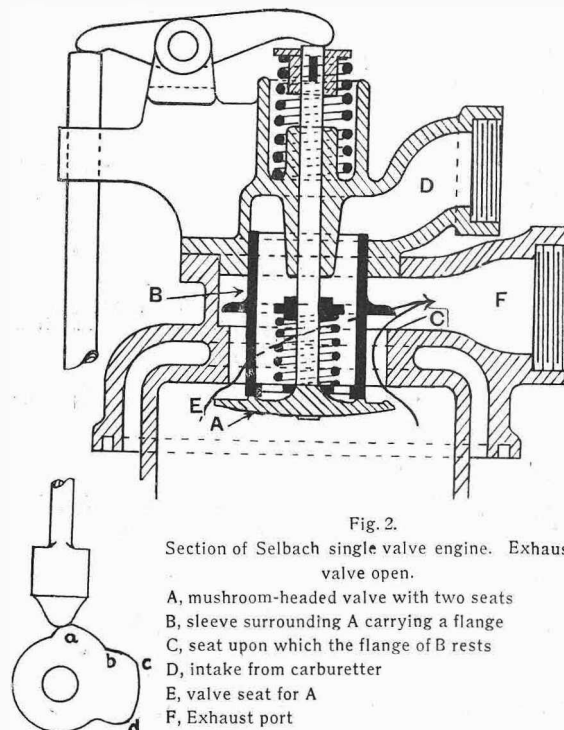 D
B
F
C
E
A
Fig. 2.
Section of Selbach single valve engine. Exhaus
valve open.
A, mushroom-headed valve with two seats
B, sleeve surrounding A carrying a flange
C, seat upon which the flange of B rests
D, intake from carburetter
E, valve seat for A
F, Exhaust port
a
b
c
d